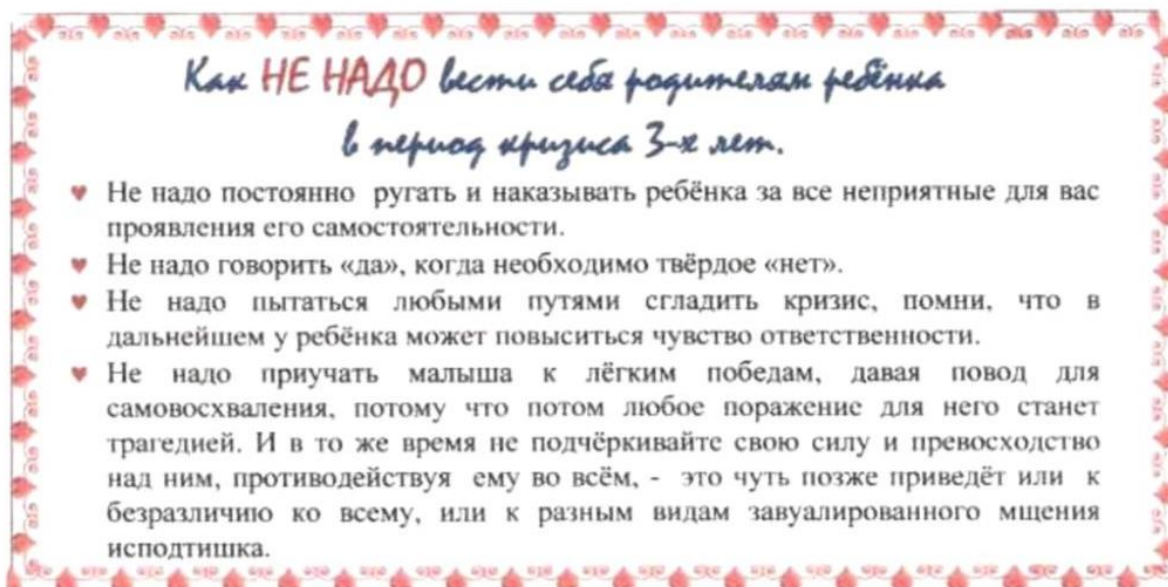 Как НЕ НАДО вести себя родителям ребёнка
в период кризиса 3-х лет.
Не надо постоянно ругать и наказывать ребёнка за все неприятные для вас
проявления его самостоятельности.
Не надо говорить «да», когда необходимо твёрдое «нет».
Не надо пытаться любыми путями сгладить кризис, помни, что в
дальнейшем у ребёнка может повыситься чувство ответственности.
Не надо приучать малыша к лёгким победам, давая повод для
самовосхваления, потому что потом любое поражение для него станет
трагедией. И в то же время не подчёркивайте свою силу и превосходство
над ним, противодействуя ему во всём, - это чуть позже приведёт или к
безразличию ко всему, или к разным видам завуалированного мщения
исподтишка.